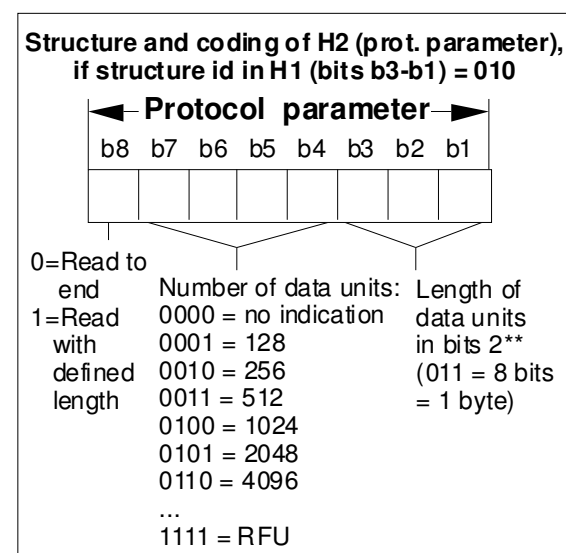 Structure and coding of H2 (prot. parameter),
if structure id in H1 (bits b3-b1) = 010
Protocol parameter
b8 b7 b6 b5 b4 b3 b2 b1
0=Read to
end
1=Read
with
defined
length
Number of data units:
0000 = no indication
0001 = 128
0010 = 256
0011 = 512
0100 = 1024
0101 = 2048
0110 = 4096
...
1111 = RFU
Length of
data units
in bits 2**
(011 = 8 bits
= 1 byte)